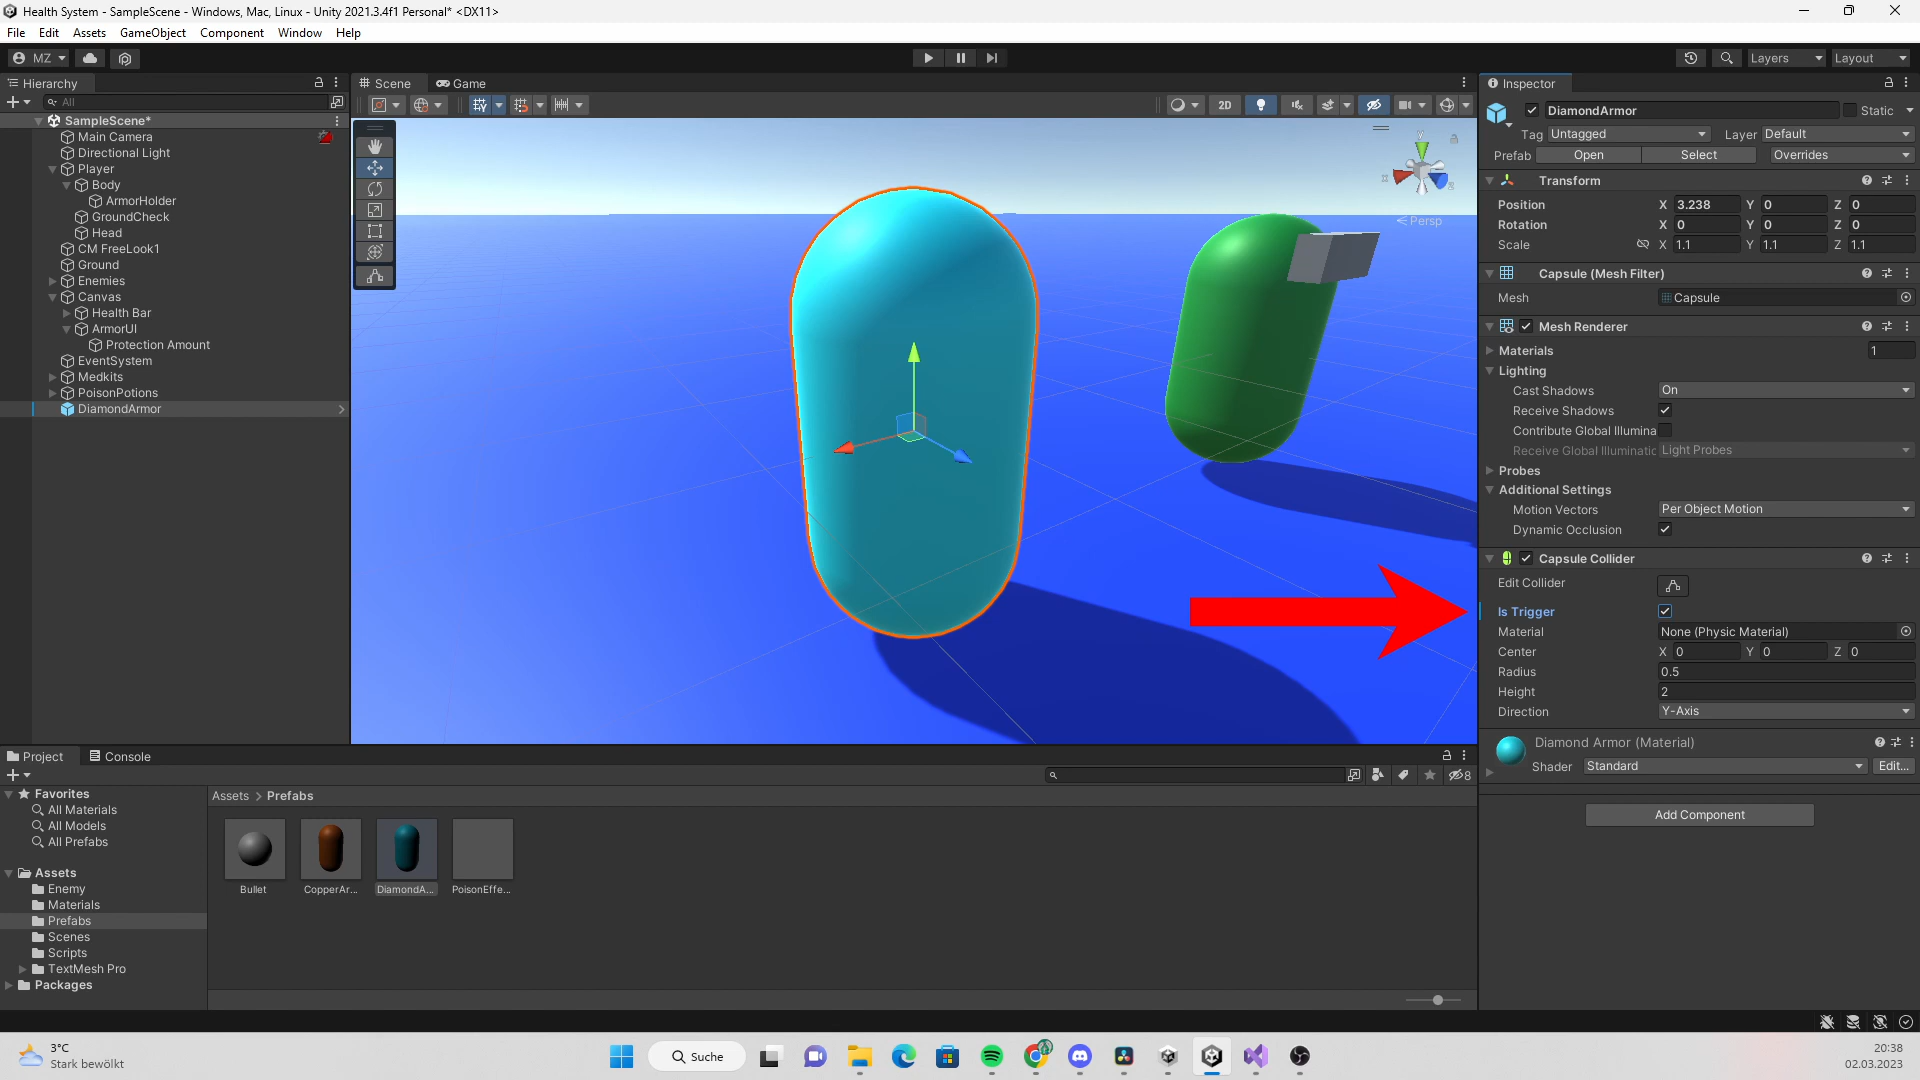 Health System - SampleScene - Windows, Mac, Linux - Unity 2021.3.4f1 Personal* <DX11>
File Edit Assets GameObject Component Window Help
MZ
Layers
Layout
Hierarchy
All
SampleScene*
Main Camera
Directional Light
Player
Body
ArmorHolder
GroundCheck
Head
CM FreeLook1
Ground
Enemies
Canvas
Health Bar
ArmorUI
Protection Amount
EventSystem
Medkits
PoisonPotions
DiamondArmor
Scene Game
2D
y
x
z
Persp
Inspector
DiamondArmor Static
Tag Untagged Layer Default
Prefab Open Select Overrides
Transform
Position X 3.238 Y 0 Z 0
Rotation X 0 Y 0 Z 0
Scale X 1.1 Y 1.1 Z 1.1
Capsule (Mesh Filter)
Mesh Capsule
Mesh Renderer
Materials 1
Lighting
Cast Shadows On
Receive Shadows
Contribute Global Illumina
Receive Global Illuminatic Light Probes
Probes
Additional Settings
Motion Vectors Per Object Motion
Dynamic Occlusion
Capsule Collider
Edit Collider
Is Trigger
Material None (Physic Material)
Center X 0 Y 0 Z 0
Radius 0.5
Height 2
Direction Y-Axis
Diamond Armor (Material)
Shader Standard Edit...
Add Component
Project Console
8
Favorites
All Materials
All Models
All Prefabs
Assets
Enemy
Materials
Prefabs
Scenes
Scripts
TextMesh Pro
Packages
Assets > Prefabs
Bullet CopperAr... DiamondA... PoisonEffe...
3°C
Stark bewölkt
Suche
20:38
02.03.2023